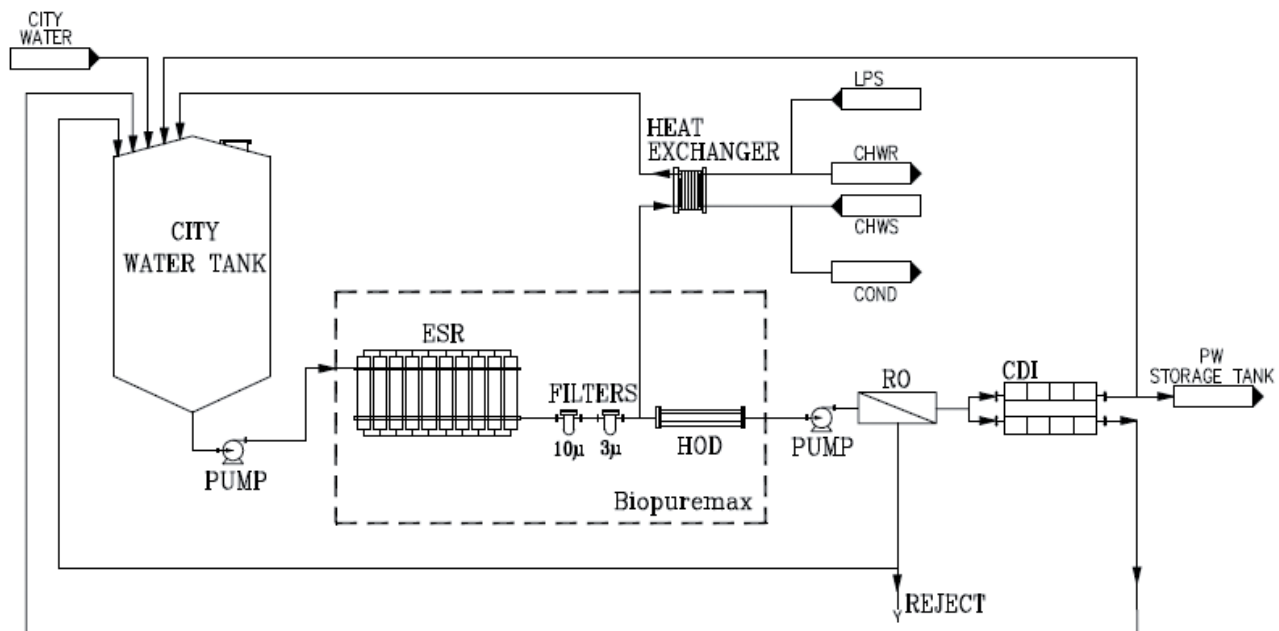 CITY
WATER
LPS
HEAT
EXCHANGER
CHWR
CHWS
COND
CITY
WATER TANK
ESR
FILTERS
10μ
3μ
HOD
Biopuremax
PUMP
PUMP
RO
CDI
PW
STORAGE TANK
REJECT